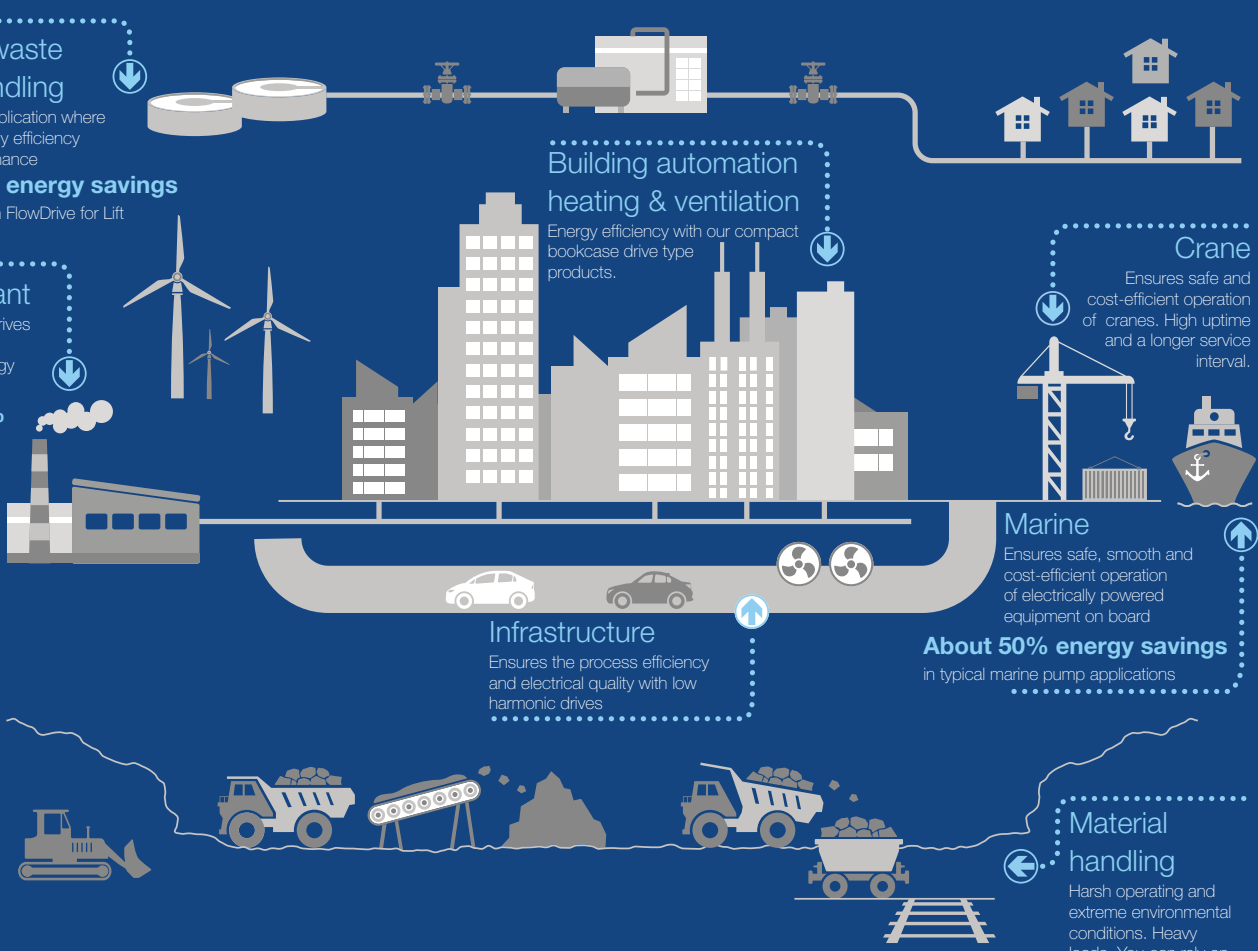 waste
ndling
plication where
y efficiency
nance
energy savings
FlowDrive for Lift
ant
rives
gy
Building automation
heating & ventilation
Energy efficiency with our compact
bookcase drive type
products.
Crane
Ensures safe and
cost-efficient operation
of cranes. High uptime
and a longer service
interval.
Marine
Ensures safe, smooth and
cost-efficient operation
of electrically powered
equipment on board
About 50% energy savings
in typical marine pump applications
Infrastructure
Ensures the process efficiency
and electrical quality with low
harmonic drives
Material
handling
Harsh operating and
extreme environmental
conditions. Heavy